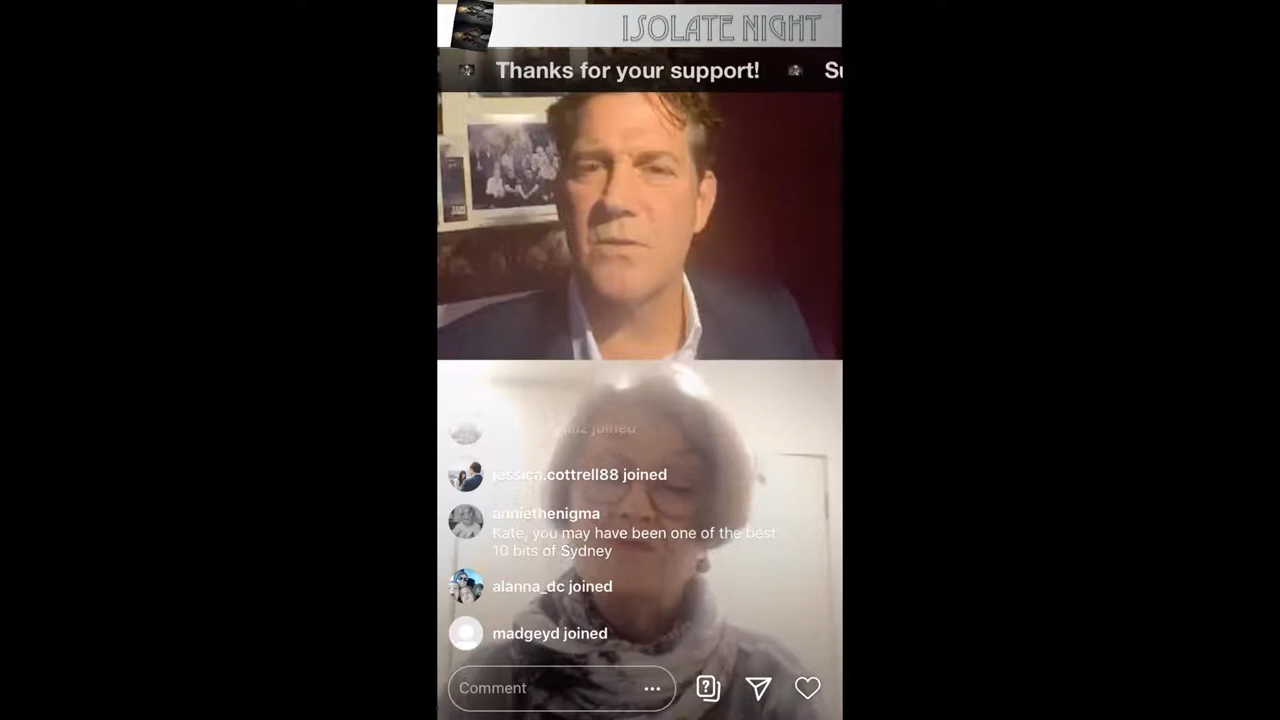 ISOLATE NIGHT
Thanks for your support!
joined
jessica.cottrell88 joined
anniethenigma
Kate, you may have been one of the best
10 bits of Sydney
alanna_dc joined
madgeyd joined
Comment